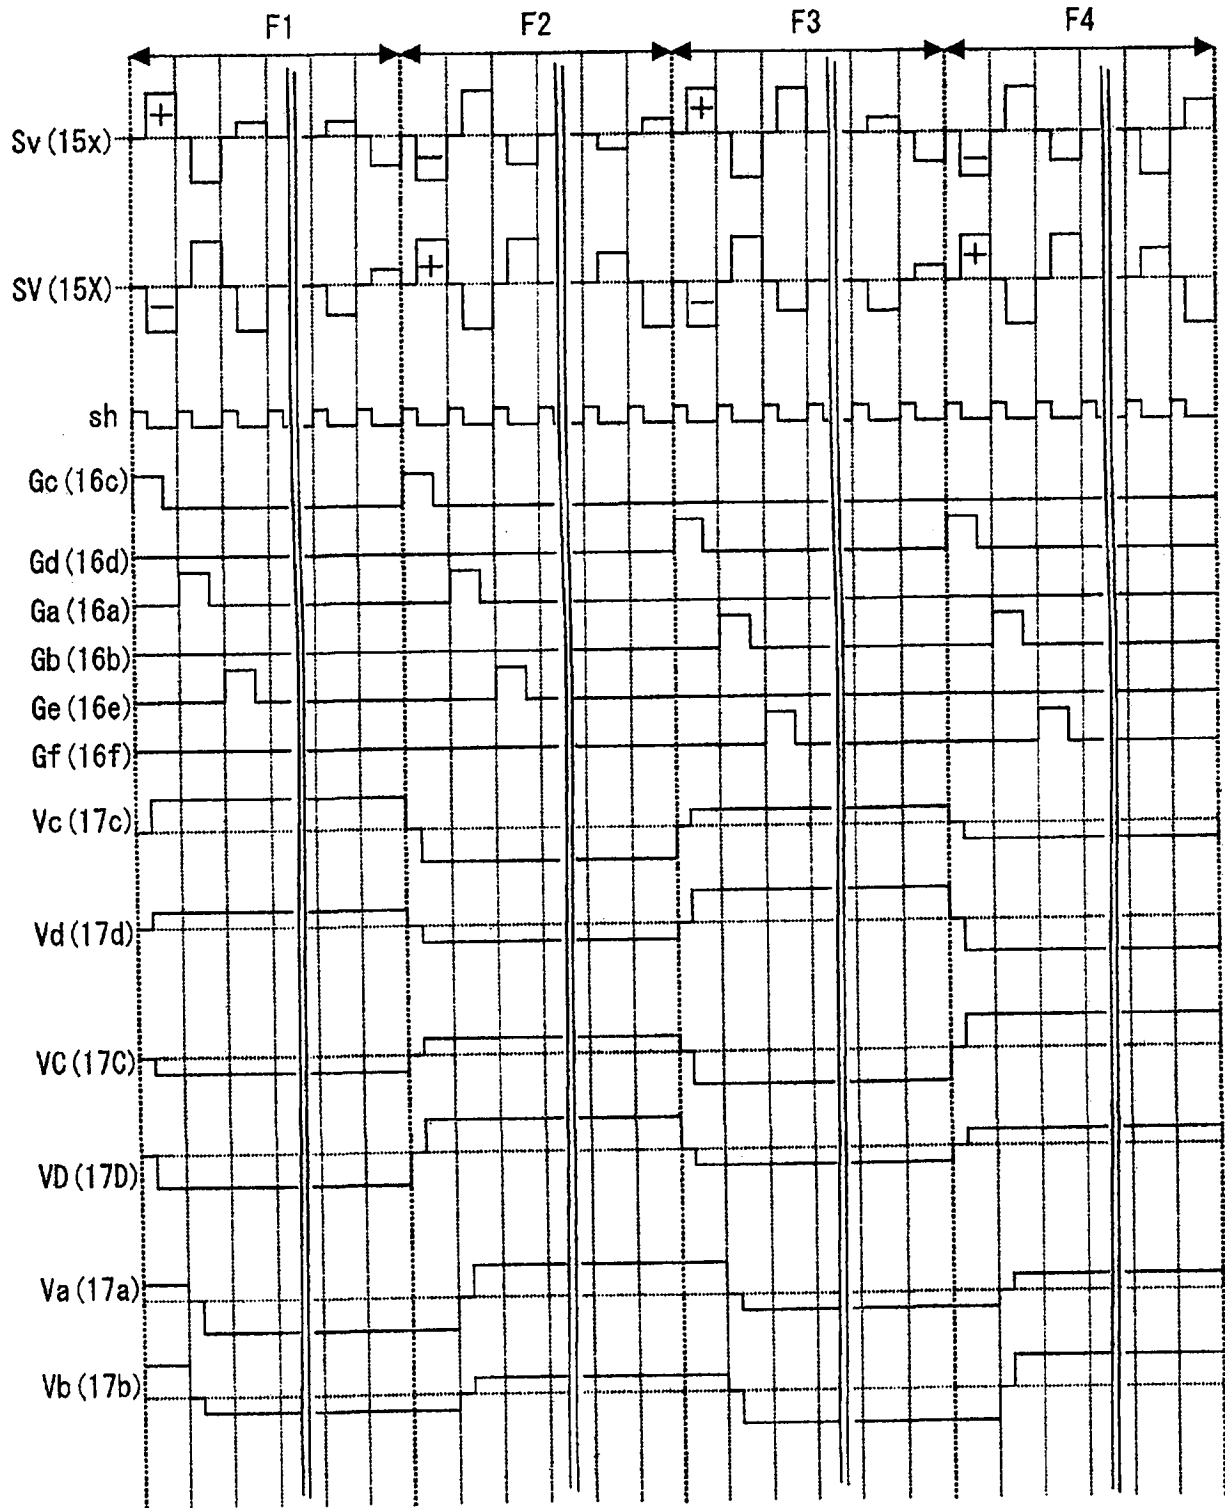 F1 F2 F3 F4
Sv(15x)
+ − + −
SV(15X)
− + − +
sh
Gc(16c)
Gd(16d)
Ga(16a)
Gb(16b)
Ge(16e)
Gf(16f)
Vc(17c)
Vd(17d)
VC(17C)
VD(17D)
Va(17a)
Vb(17b)